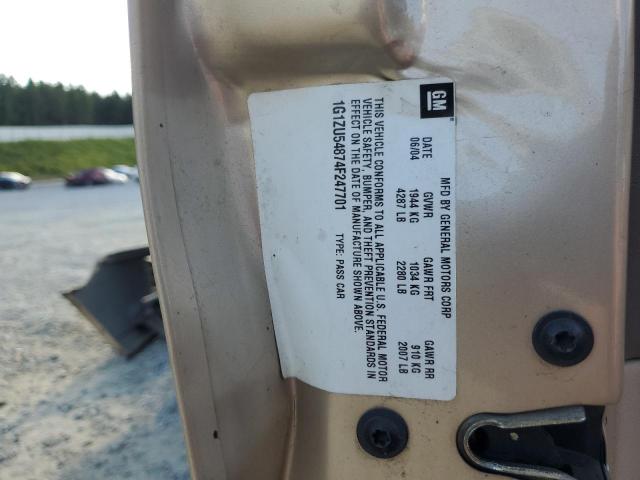 GM
MFD BY GENERAL MOTORS CORP
DATE GVWR GAWR FRT GAWR RR
06/04 1944 KG 1034 KG 910 KG
4287 LB 2280 LB 2007 LB
THIS VEHICLE CONFORMS TO ALL APPLICABLE U.S. FEDERAL MOTOR
VEHICLE SAFETY, BUMPER, AND THEFT PREVENTION STANDARDS IN
EFFECT ON THE DATE OF MANUFACTURE SHOWN ABOVE.
1G1ZU54874F247701 TYPE: PASS CAR